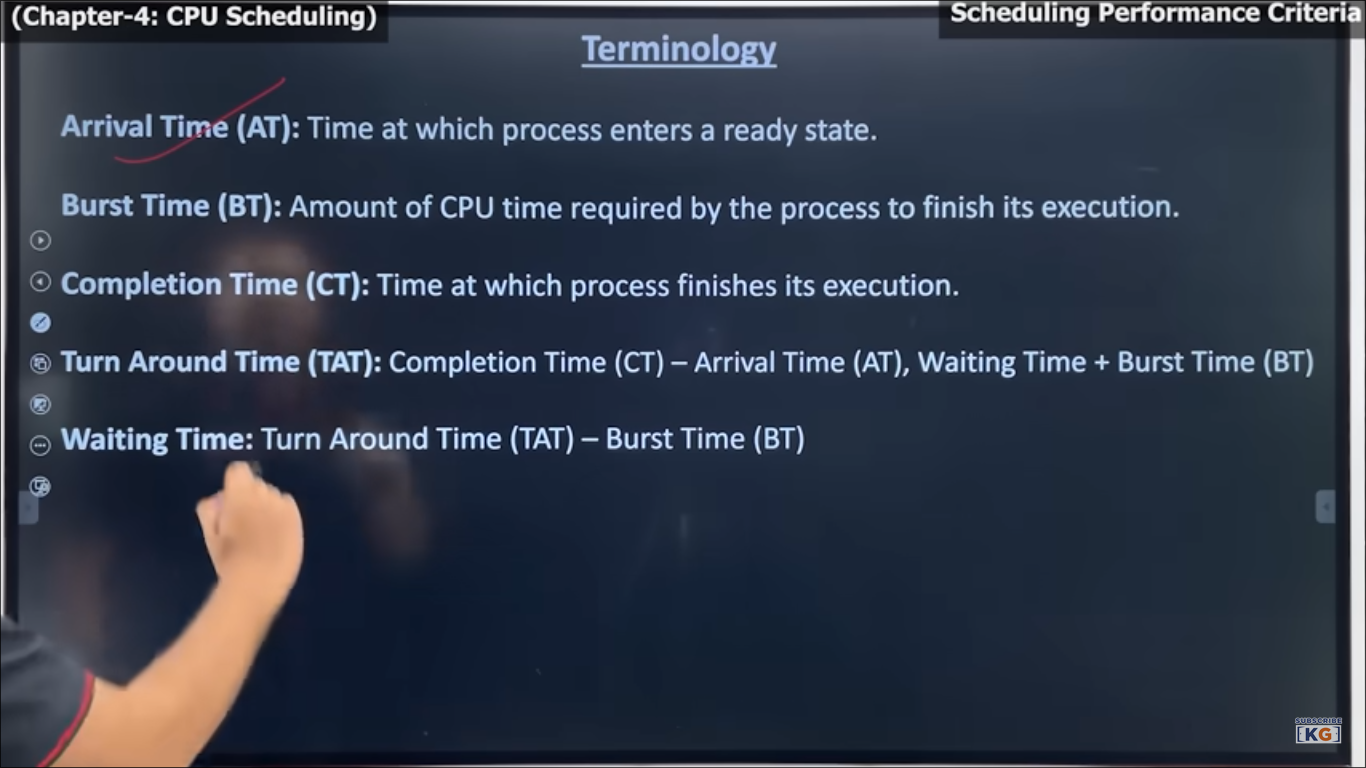 (Chapter-4: CPU Scheduling)
Scheduling Performance Criteria
Terminology
Arrival Time (AT): Time at which process enters a ready state.
Burst Time (BT): Amount of CPU time required by the process to finish its execution.
Completion Time (CT): Time at which process finishes its execution.
Turn Around Time (TAT): Completion Time (CT) – Arrival Time (AT), Waiting Time + Burst Time (BT)
Waiting Time: Turn Around Time (TAT) – Burst Time (BT)
SUBSCRIBE
KG